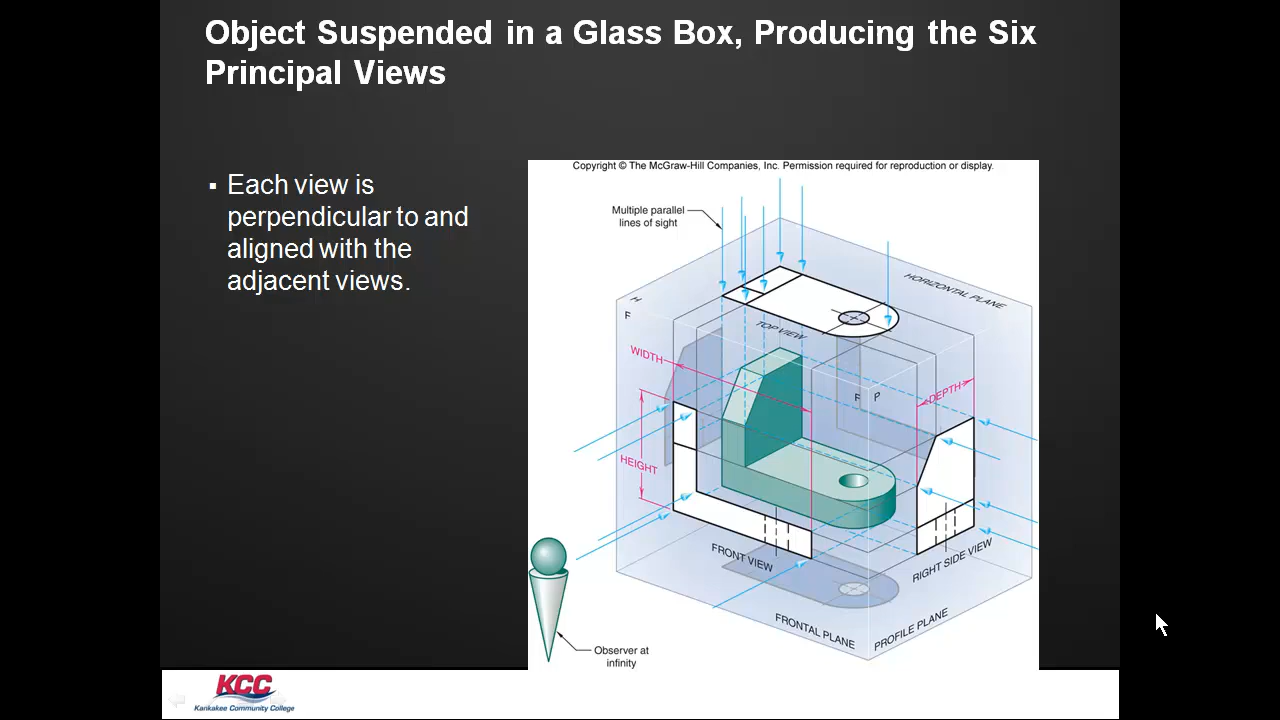 Object Suspended in a Glass Box, Producing the Six
Principal Views
▪ Each view is
perpendicular to and
aligned with the
adjacent views.
Copyright © The McGraw-Hill Companies, Inc. Permission required for reproduction or display.
Multiple parallel
lines of sight
HORIZONTAL PLANE
H
F
TOP VIEW
WIDTH
F P
DEPTH
HEIGHT
FRONT VIEW
RIGHT SIDE VIEW
FRONTAL PLANE
PROFILE PLANE
Observer at
infinity
KCC
Kankakee Community College